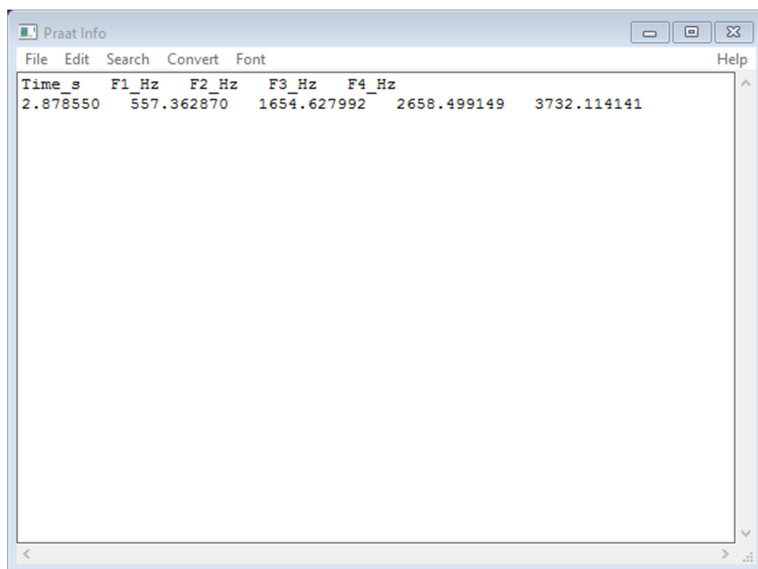 Praat Info
File Edit Search Convert Font Help
Time_s F1_Hz F2_Hz F3_Hz F4_Hz
2.878550 557.362870 1654.627992 2658.499149 3732.114141